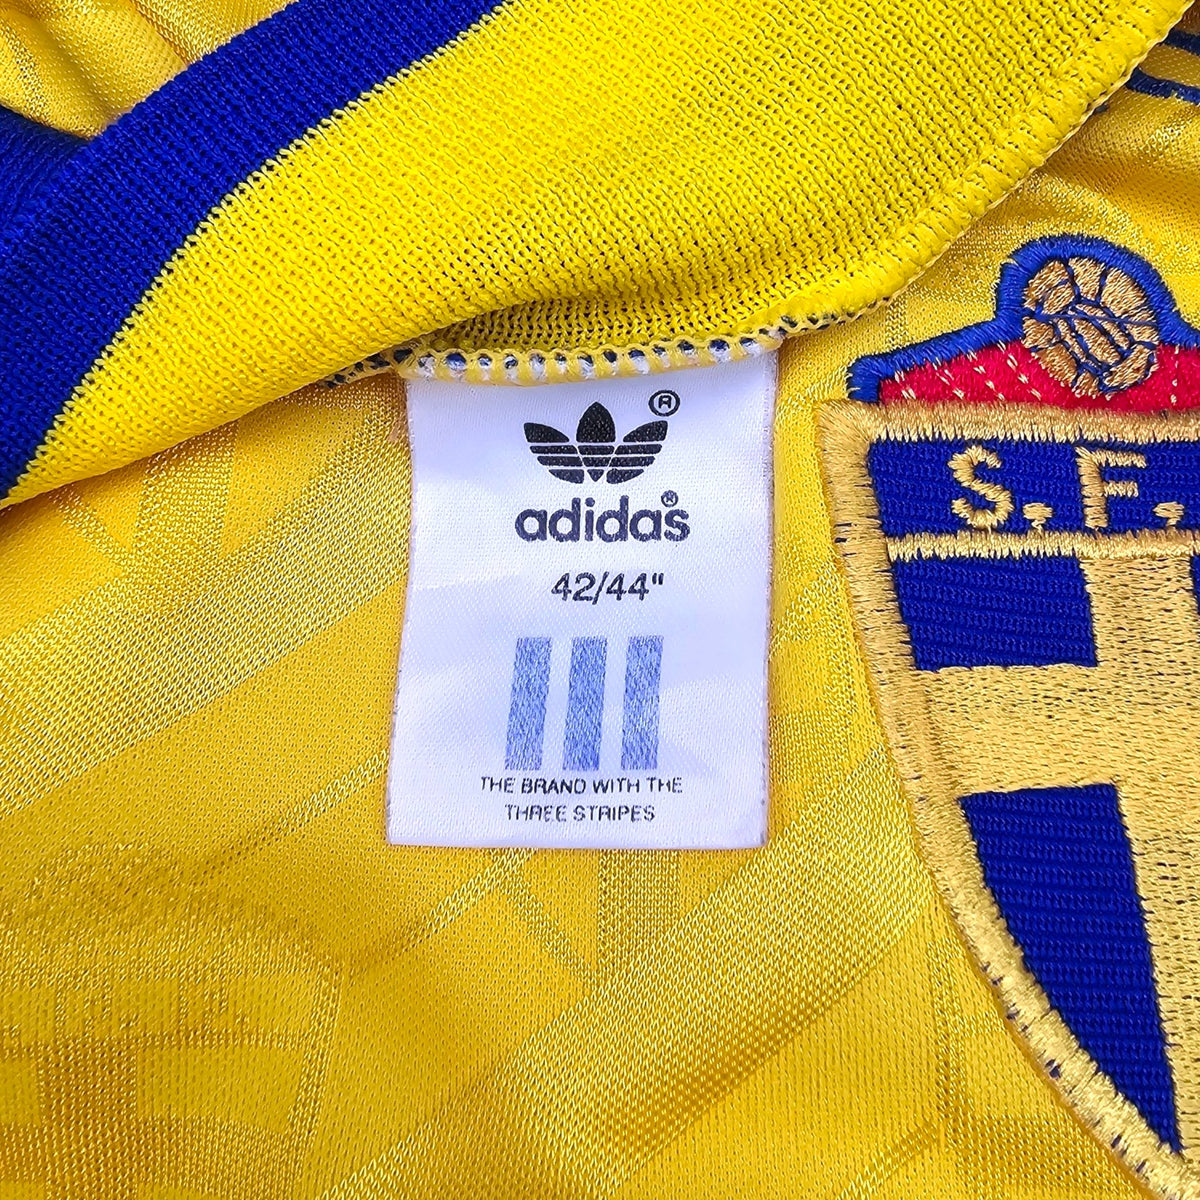 ®
adidas®
42/44"
THE BRAND WITH THE
THREE STRIPES
S.F.